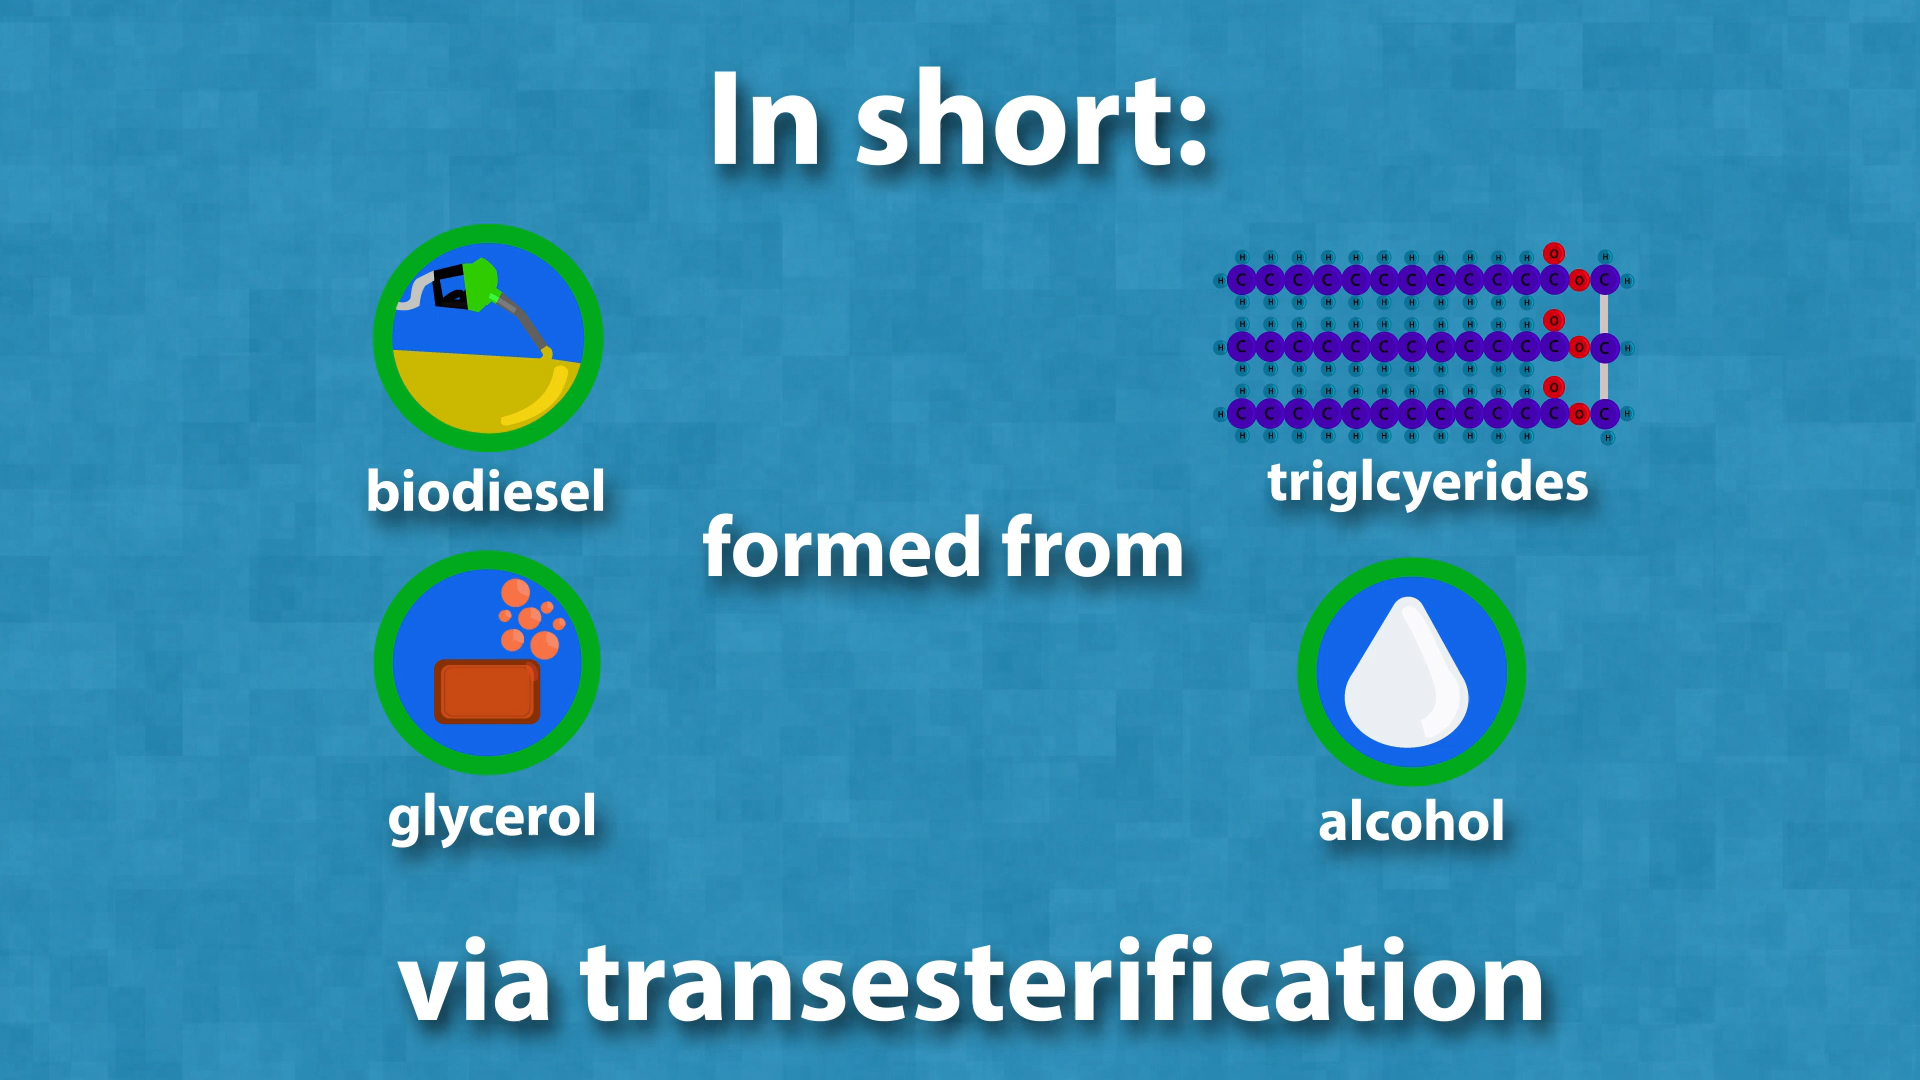 In short:
H H H H H H H H H H H O H
H C C C C C C C C C C C C O C H
H H H H H H H H H H H
H H H H H H H H H H H O
H C C C C C C C C C C C C O C H
H H H H H H H H H H H
H H H H H H H H H H H O
H C C C C C C C C C C C C O C H
H H H H H H H H H H H H
biodiesel
triglcyerides
formed from
glycerol
alcohol
via transesterification